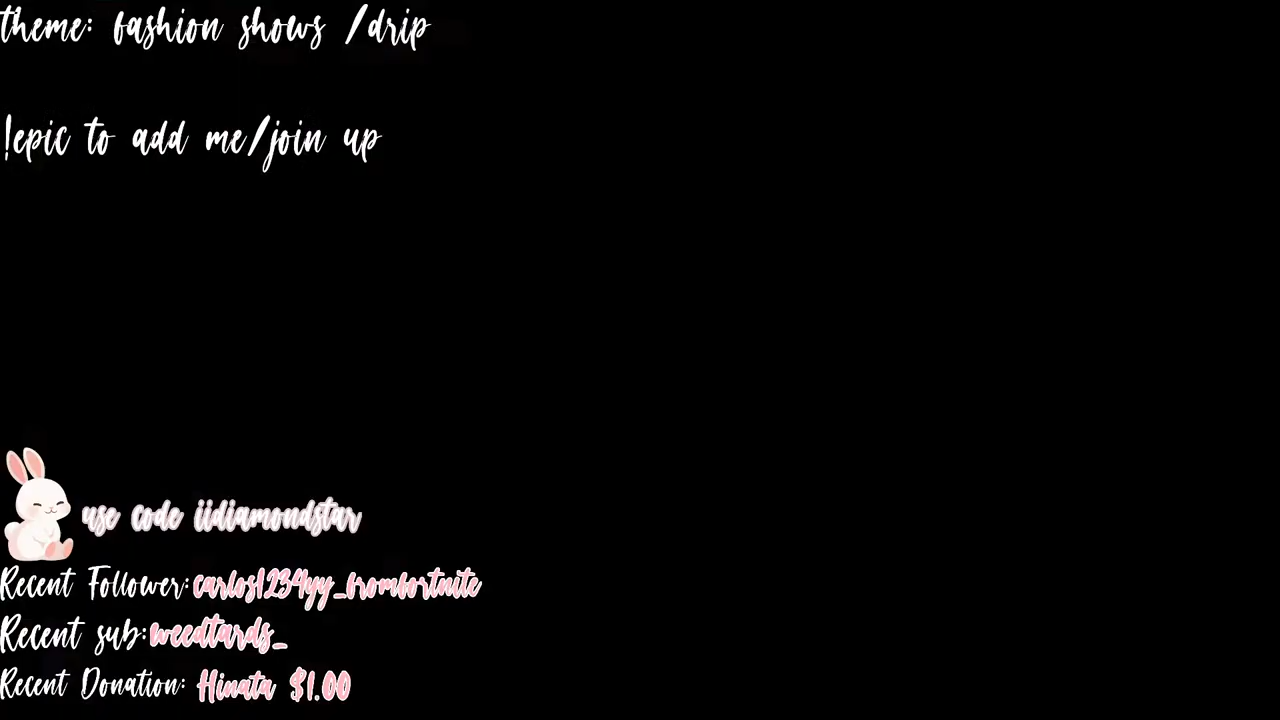 theme: fashion shows /drip
!epic to add me/join up
use code iidiamondstar
Recent Follower: carlos1234yy_fromfortnite
Recent sub: weedtards_
Recent Donation: Hinata $1.00